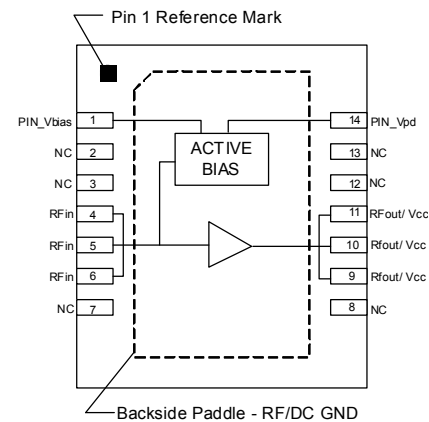 Pin 1 Reference Mark
PIN_Vbias 1
14 PIN_Vpd
NC 2
ACTIVE
BIAS
13 NC
NC 3
12 NC
RFin 4
11 RFout/ Vcc
RFin 5
10 Rfout/ Vcc
RFin 6
9 Rfout/ Vcc
NC 7
8 NC
Backside Paddle - RF/DC GND